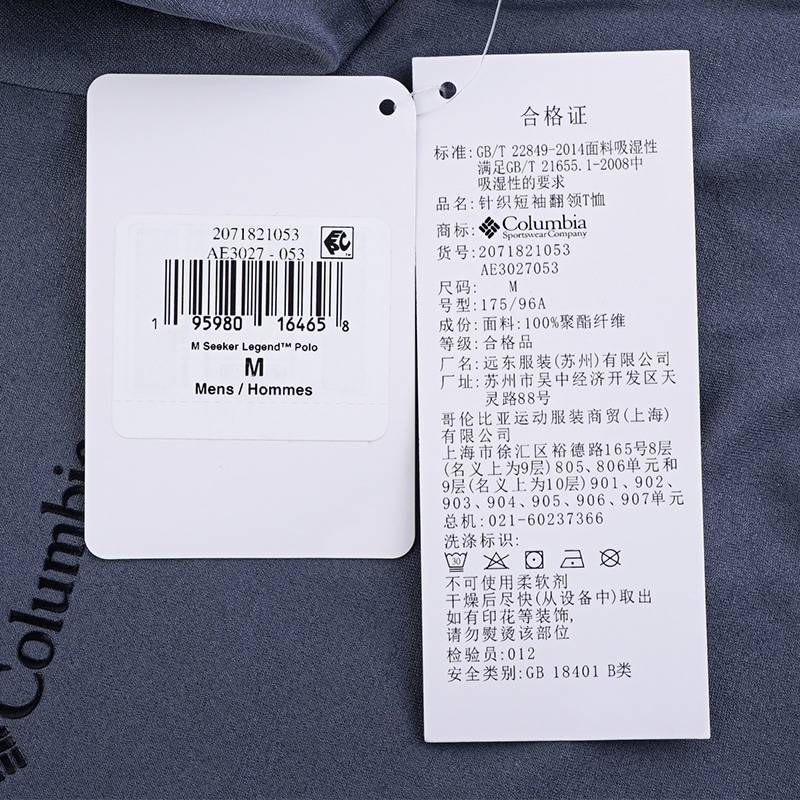 2071821053
AE3027 - 053
1 95980 16465 8
M Seeker Legend™ Polo
M
Mens / Hommes
合格证
标准:GB/T 22849-2014面料吸湿性
满足GB/T 21655.1-2008中
吸湿性的要求
品名:针织短袖翻领T恤
商标: Columbia
Sportswear Company
货号:2071821053
AE3027053
尺码: M
号型:175/96A
成份:面料:100%聚酯纤维
等级:合格品
厂名:远东服装(苏州)有限公司
厂址:苏州市吴中经济开发区天
灵路88号
哥伦比亚运动服装商贸(上海)
有限公司
上海市徐汇区裕德路165号8层
(名义上为9层)805、806单元和
9层(名义上为10层)901、902、
903、904、905、906、907单元
总机:021-60237366
洗涤标识:
30
不可使用柔软剂
干燥后尽快(从设备中)取出
如有印花等装饰,
请勿熨烫该部位
检验员:012
安全类别:GB 18401 B类
Columbia